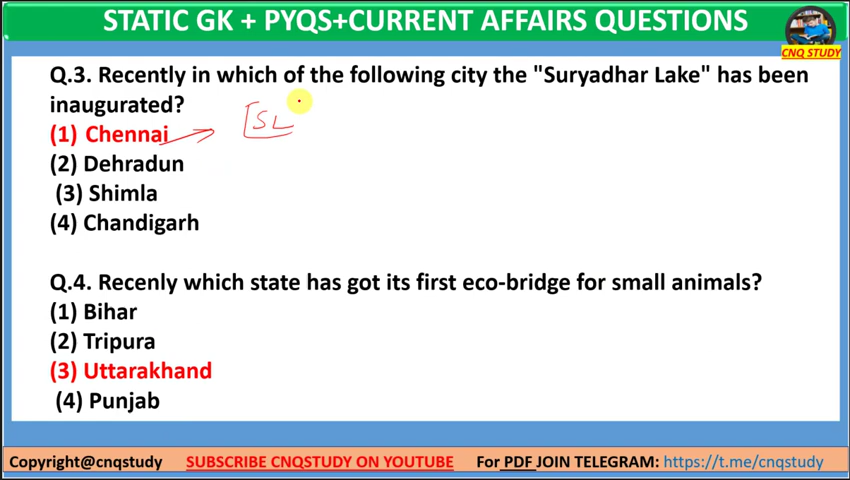 STATIC GK + PYQS+CURRENT AFFAIRS QUESTIONS
CNQ STUDY
Q.3. Recently in which of the following city the "Suryadhar Lake" has been
inaugurated?
(1) Chennai
SL
(2) Dehradun
(3) Shimla
(4) Chandigarh
Q.4. Recenly which state has got its first eco-bridge for small animals?
(1) Bihar
(2) Tripura
(3) Uttarakhand
(4) Punjab
Copyright@cnqstudy SUBSCRIBE CNQSTUDY ON YOUTUBE For PDF JOIN TELEGRAM: https://t.me/cnqstudy